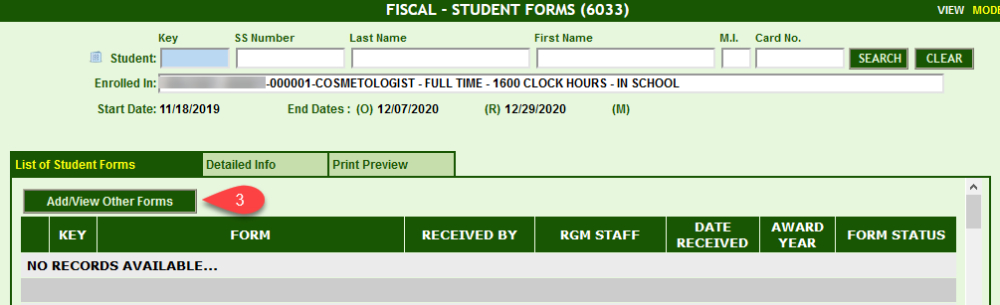 FISCAL - STUDENT FORMS (6033)
VIEW
Key SS Number Last Name First Name M.I. Card No.
Student: SEARCH CLEAR
Enrolled In: -000001-COSMETOLOGIST - FULL TIME - 1600 CLOCK HOURS - IN SCHOOL
Start Date: 11/18/2019 End Dates : (O) 12/07/2020 (R) 12/29/2020 (M)
List of Student Forms Detailed Info Print Preview
Add/View Other Forms 3
KEY FORM RECEIVED BY RGM STAFF DATE RECEIVED AWARD YEAR FORM STATUS
NO RECORDS AVAILABLE...